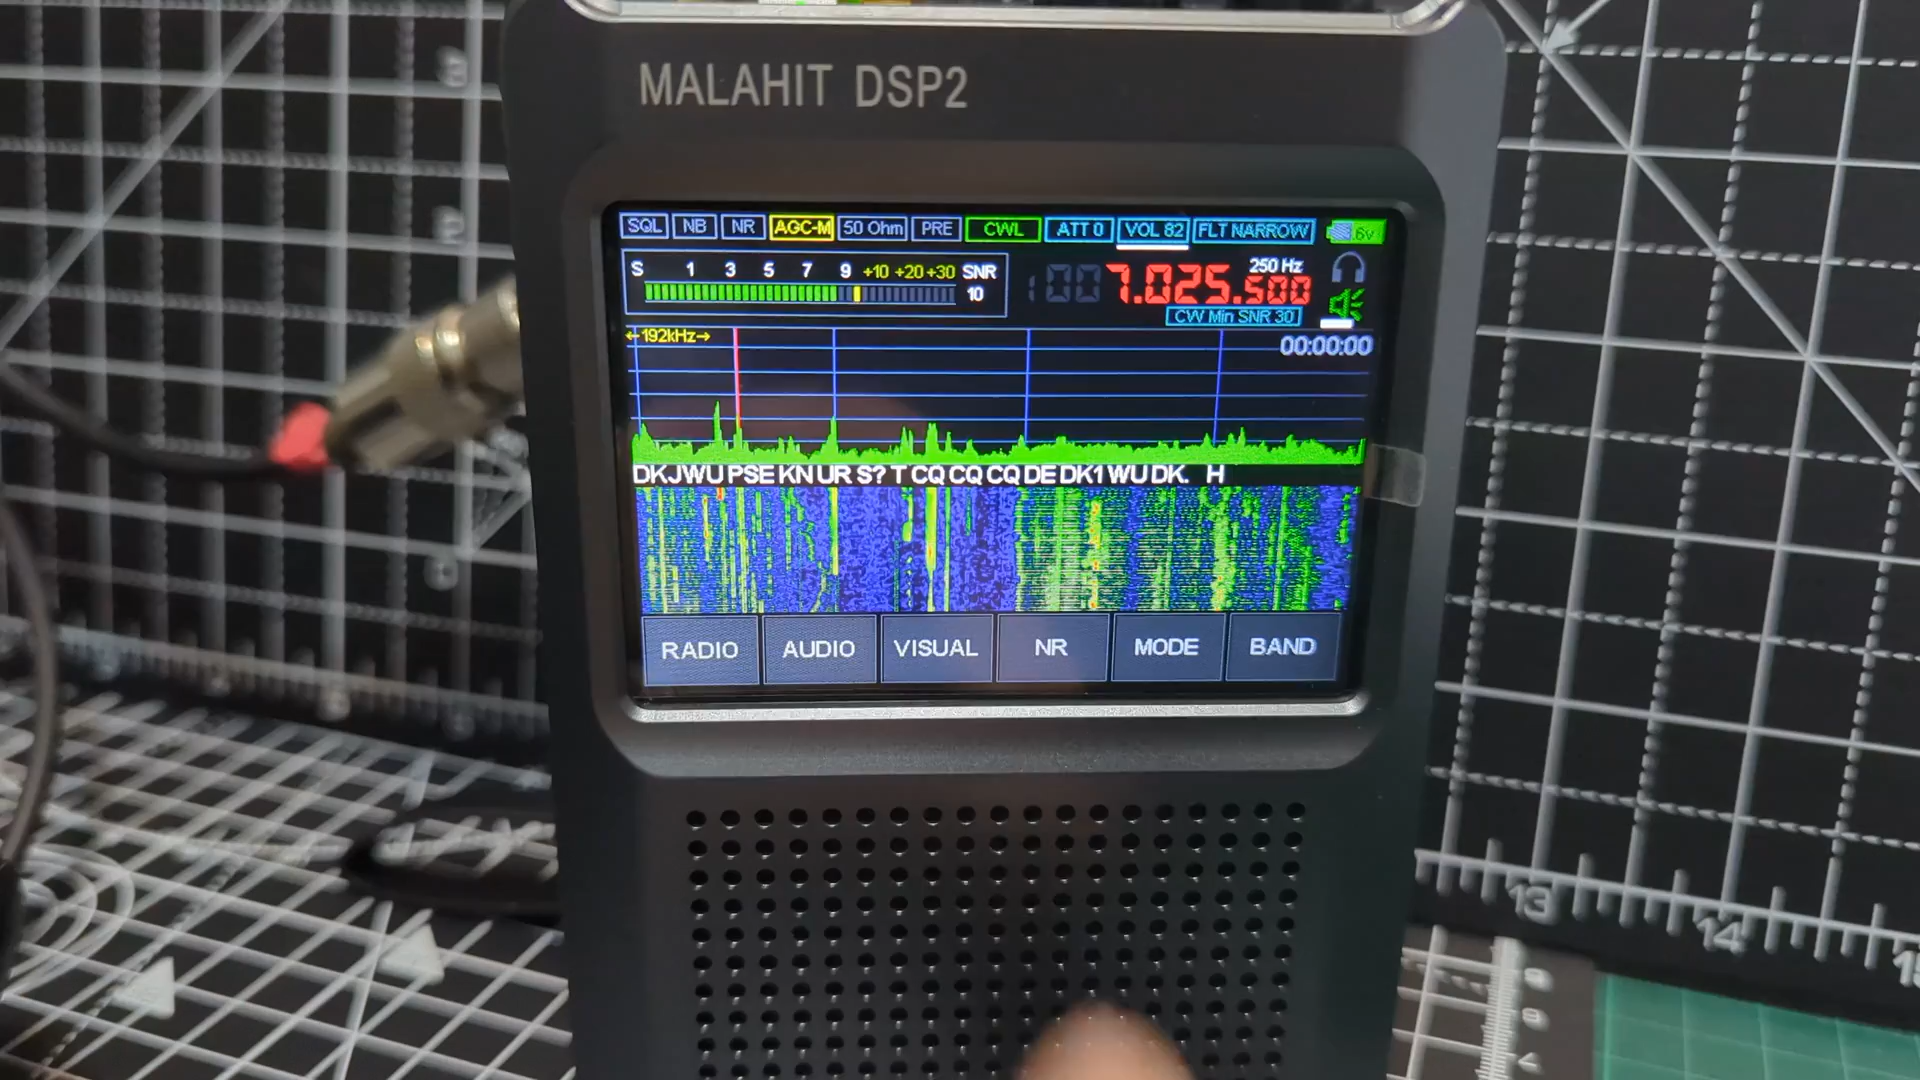 MALAHIT DSP2
SQL NB NR AGC-M 50 Ohm PRE CWL ATT 0 VOL 82 FLT NARROW
S 1 3 5 7 9 +10 +20 +30 SNR
10
250 Hz
7.025.500
CW Min SNR 30
←192kHz→
00:00:00
DKJWU PSE KN UR S? T CQ CQ CQ DE DK1WU DK. H
RADIO AUDIO VISUAL NR MODE BAND
13
14